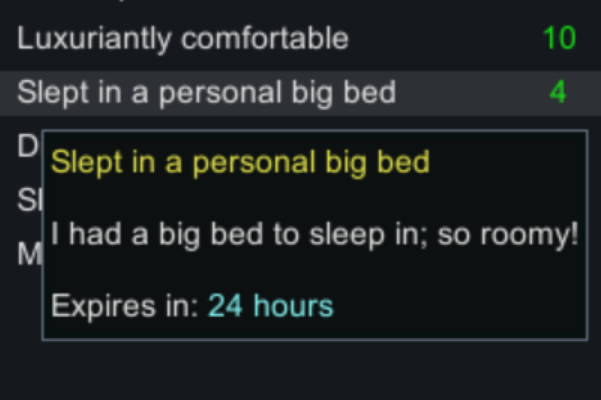 Luxuriantly comfortable 10
Slept in a personal big bed 4
Slept in a personal big bed
I had a big bed to sleep in; so roomy!
Expires in: 24 hours